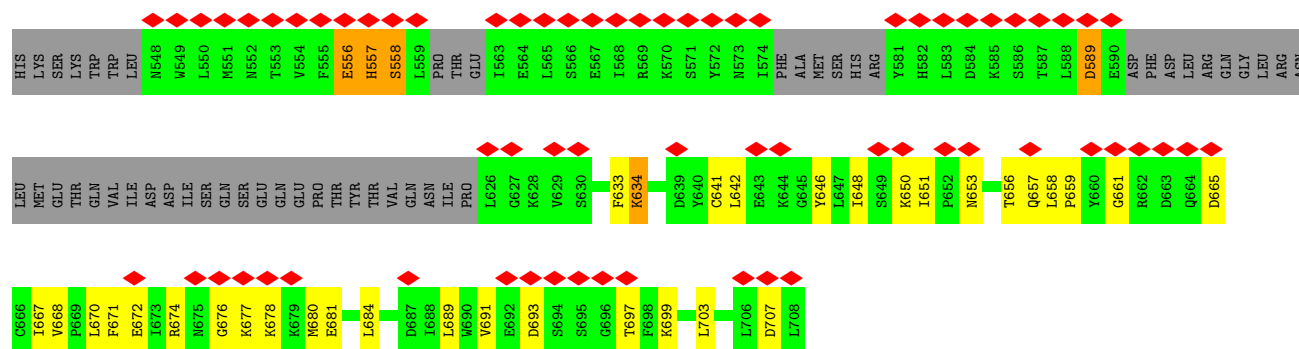 HIS LYS SER LYS TRP TRP LEU N548 W549 L550 M551 N552 T553 V554 F555 E556 H557 S558 L559 PRO THR GLU I563 E564 L565 S566 E567 I568 R569 K570 S571 Y572 N573 I574 PHE ALA MET SER HIS ARG Y581 H582 L583 D584 K585 S586 T587 L588 D589 E590 ASP PHE ASP LEU ARG GLN GLY LEU ARG ASN
LEU MET GLU THR GLN VAL ILE ASP ASP ILE SER GLN SER GLU GLN GLU PRO THR TYR THR VAL GLN ASN ILE PRO L626 G627 K628 V629 S630 F633 K634 D639 Y640 C641 L642 E643 K644 G645 Y646 L647 I648 S649 K650 I651 P652 N653 T656 Q657 L658 P659 Y660 G661 R662 D663 Q664 D665
C666 I667 V668 P669 L670 F671 E672 I673 R674 N675 G676 K677 K678 K679 M680 E681 L684 D687 I688 L689 W690 V691 E692 D693 S694 S695 G696 T697 F698 K699 L703 L706 D707 L708